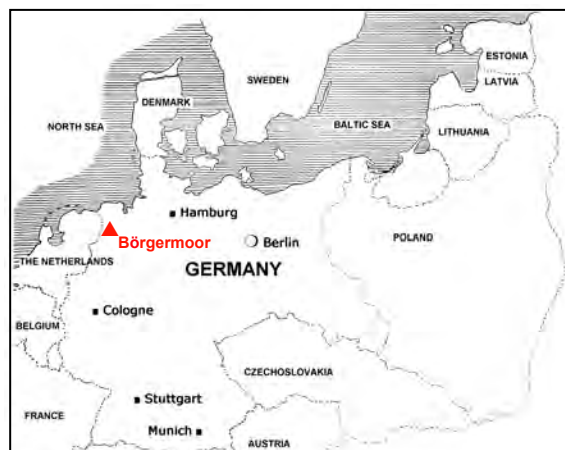 ESTONIA
SWEDEN
LATVIA
DENMARK
NORTH SEA
BALTIC SEA
LITHUANIA
Hamburg
Börgermoor
Berlin
POLAND
THE NETHERLANDS
GERMANY
Cologne
BELGIUM
CZECHOSLOVAKIA
Stuttgart
FRANCE
Munich
AUSTRIA